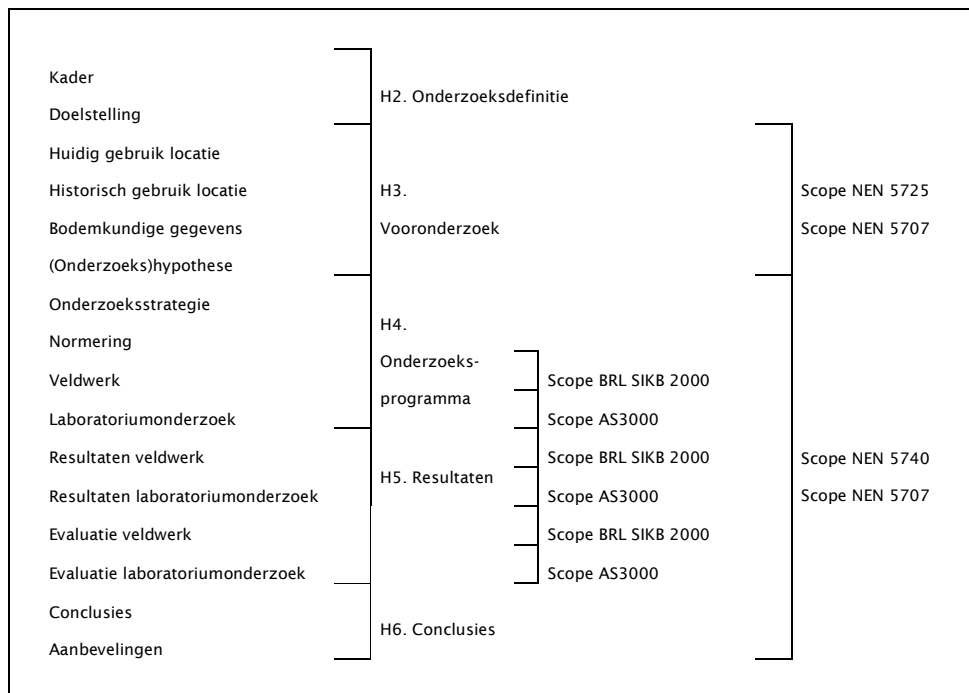 Kader
H2. Onderzoeksdefinitie
Doelstelling
Huidig gebruik locatie
Historisch gebruik locatie
H3.
Scope NEN 5725
Bodemkundige gegevens
Vooronderzoek
Scope NEN 5707
(Onderzoeks)hypothese
Onderzoeksstrategie
H4.
Normering
Onderzoeks-
Veldwerk
Scope BRL SIKB 2000
programma
Laboratoriumonderzoek
Scope AS3000
Resultaten veldwerk
H5. Resultaten
Scope BRL SIKB 2000
Scope NEN 5740
Resultaten laboratoriumonderzoek
Scope AS3000
Scope NEN 5707
Evaluatie veldwerk
Scope BRL SIKB 2000
Evaluatie laboratoriumonderzoek
Scope AS3000
Conclusies
H6. Conclusies
Aanbevelingen